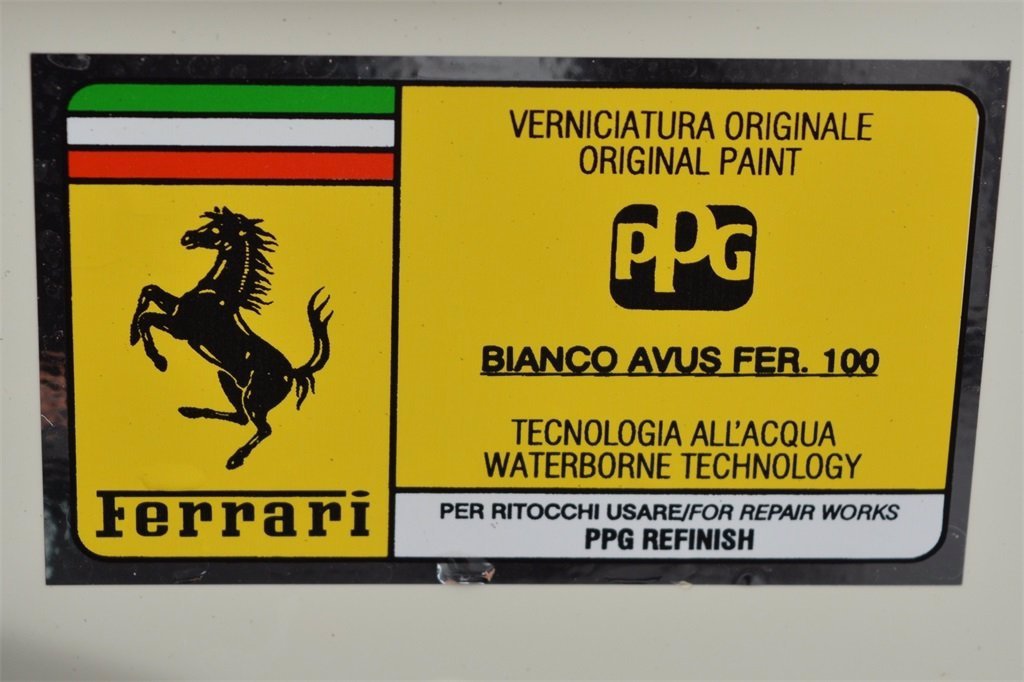 VERNICIATURA ORIGINALE
ORIGINAL PAINT
PPG
BIANCO AVUS FER. 100
TECNOLOGIA ALL'ACQUA
WATERBORNE TECHNOLOGY
Ferrari
PER RITOCCHI USARE/FOR REPAIR WORKS
PPG REFINISH